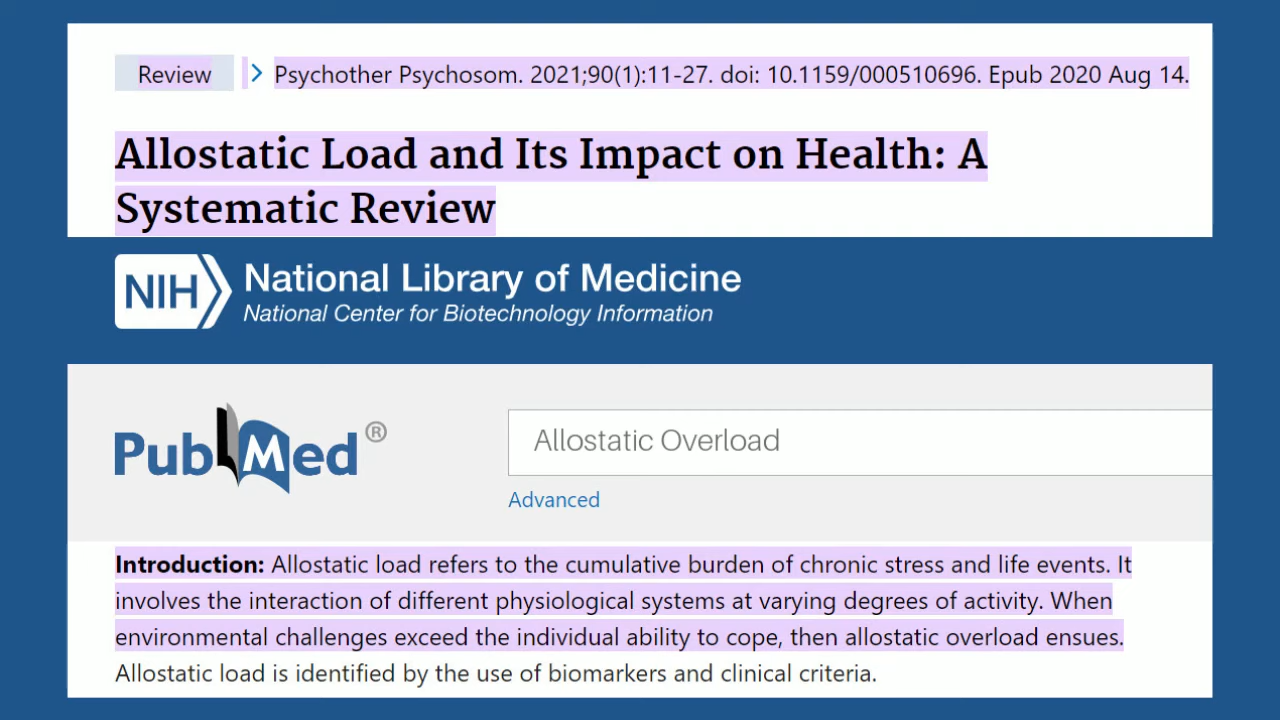 Review > Psychother Psychosom. 2021;90(1):11-27. doi: 10.1159/000510696. Epub 2020 Aug 14.
Allostatic Load and Its Impact on Health: A
Systematic Review
NIH National Library of Medicine
National Center for Biotechnology Information
PubMed®
Allostatic Overload
Advanced
Introduction: Allostatic load refers to the cumulative burden of chronic stress and life events. It
involves the interaction of different physiological systems at varying degrees of activity. When
environmental challenges exceed the individual ability to cope, then allostatic overload ensues.
Allostatic load is identified by the use of biomarkers and clinical criteria.